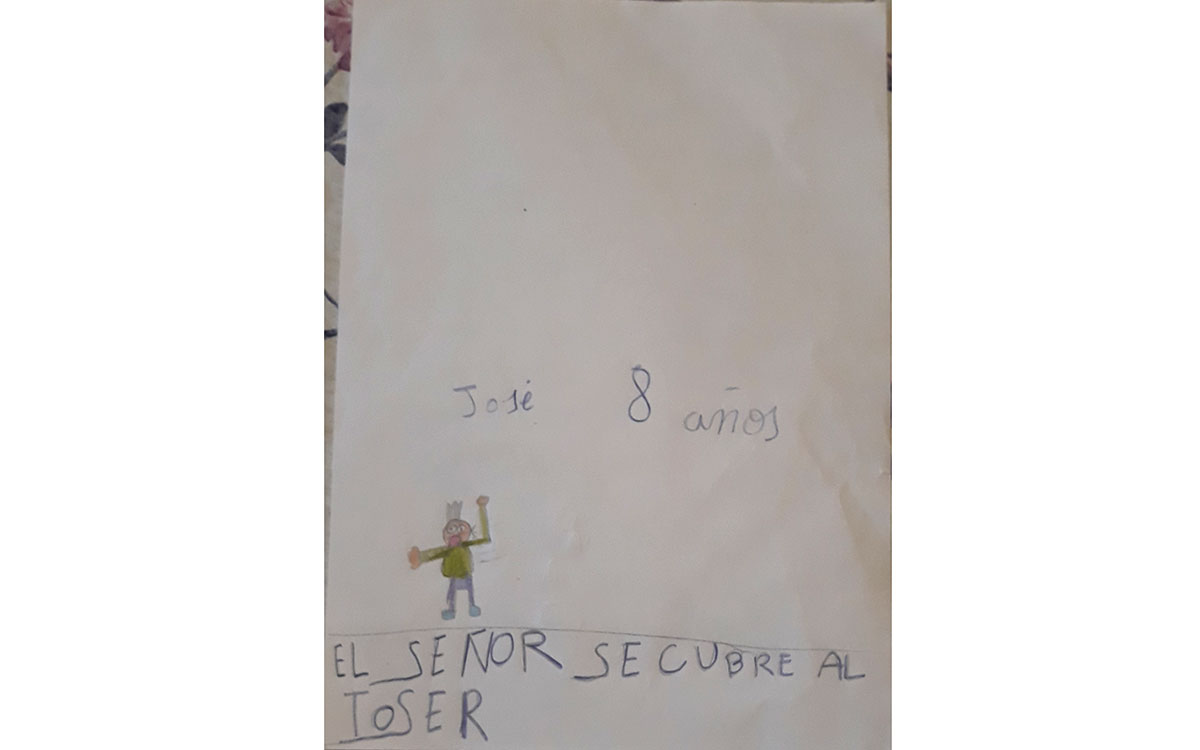 José 8 años
EL SEÑOR SE CUBRE AL
TOSER